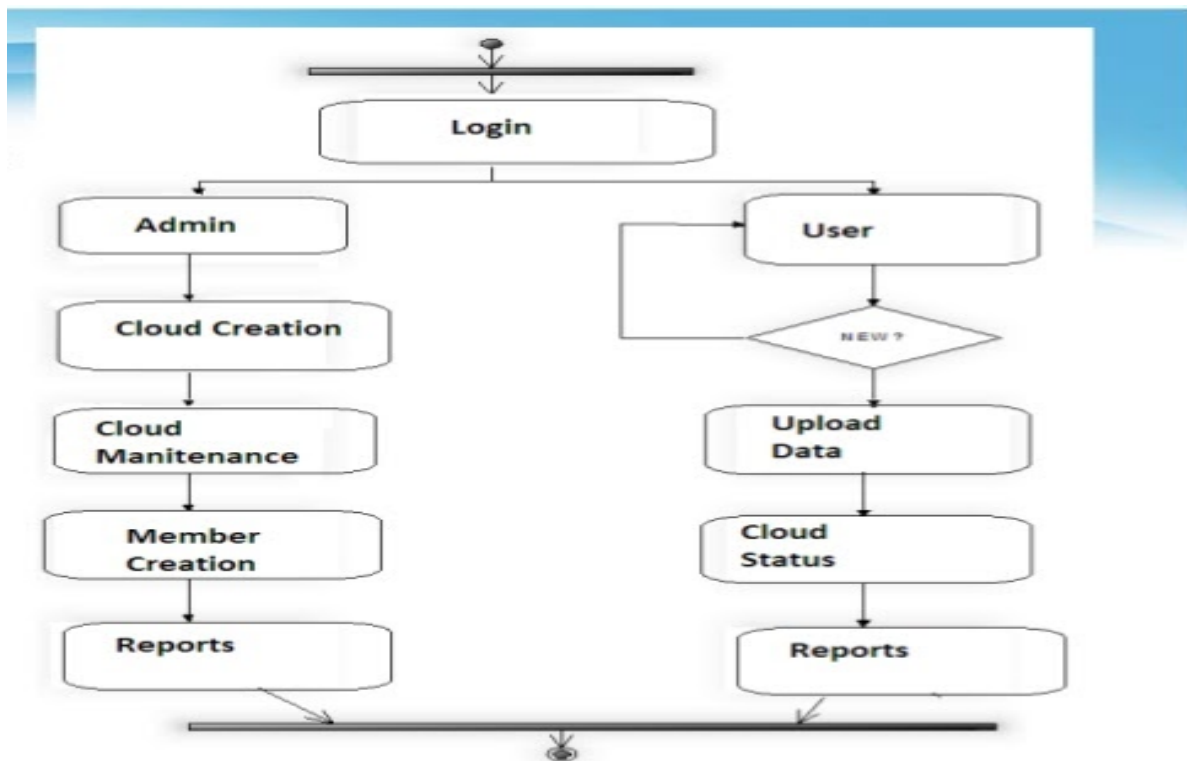 Login
Admin
User
Cloud Creation
NEW?
Cloud
Manitenance
Upload
Data
Member
Creation
Cloud
Status
Reports
Reports